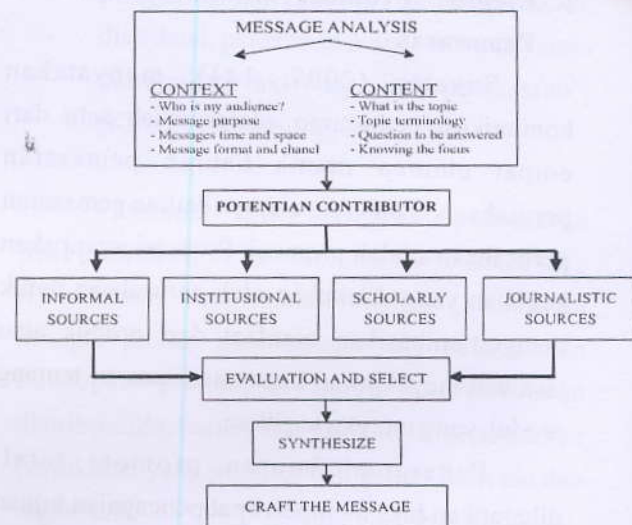 MESSAGE ANALYSIS
CONTEXT
- Who is my audience?
- Message purpose
- Messages time and space
- Message format and chanel
CONTENT
- What is the topic
- Topic terminology
- Question to be answered
- Knowing the focus
POTENTIAN CONTRIBUTOR
INFORMAL
SOURCES
INSTITUSIONAL
SOURCES
SCHOLARLY
SOURCES
JOURNALISTIC
SOURCES
EVALUATION AND SELECT
SYNTHESIZE
CRAFT THE MESSAGE